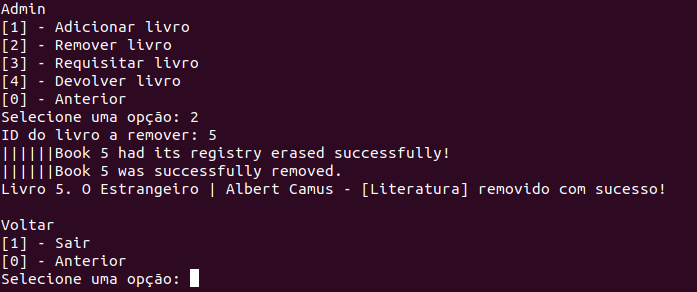 Admin
[1] - Adicionar livro
[2] - Remover livro
[3] - Requisitar livro
[4] - Devolver livro
[0] - Anterior
Selecione uma opção: 2
ID do livro a remover: 5
||||||Book 5 had its registry erased successfully!
||||||Book 5 was successfully removed.
Livro 5. O Estrangeiro | Albert Camus - [Literatura] removido com sucesso!
Voltar
[1] - Sair
[0] - Anterior
Selecione uma opção: